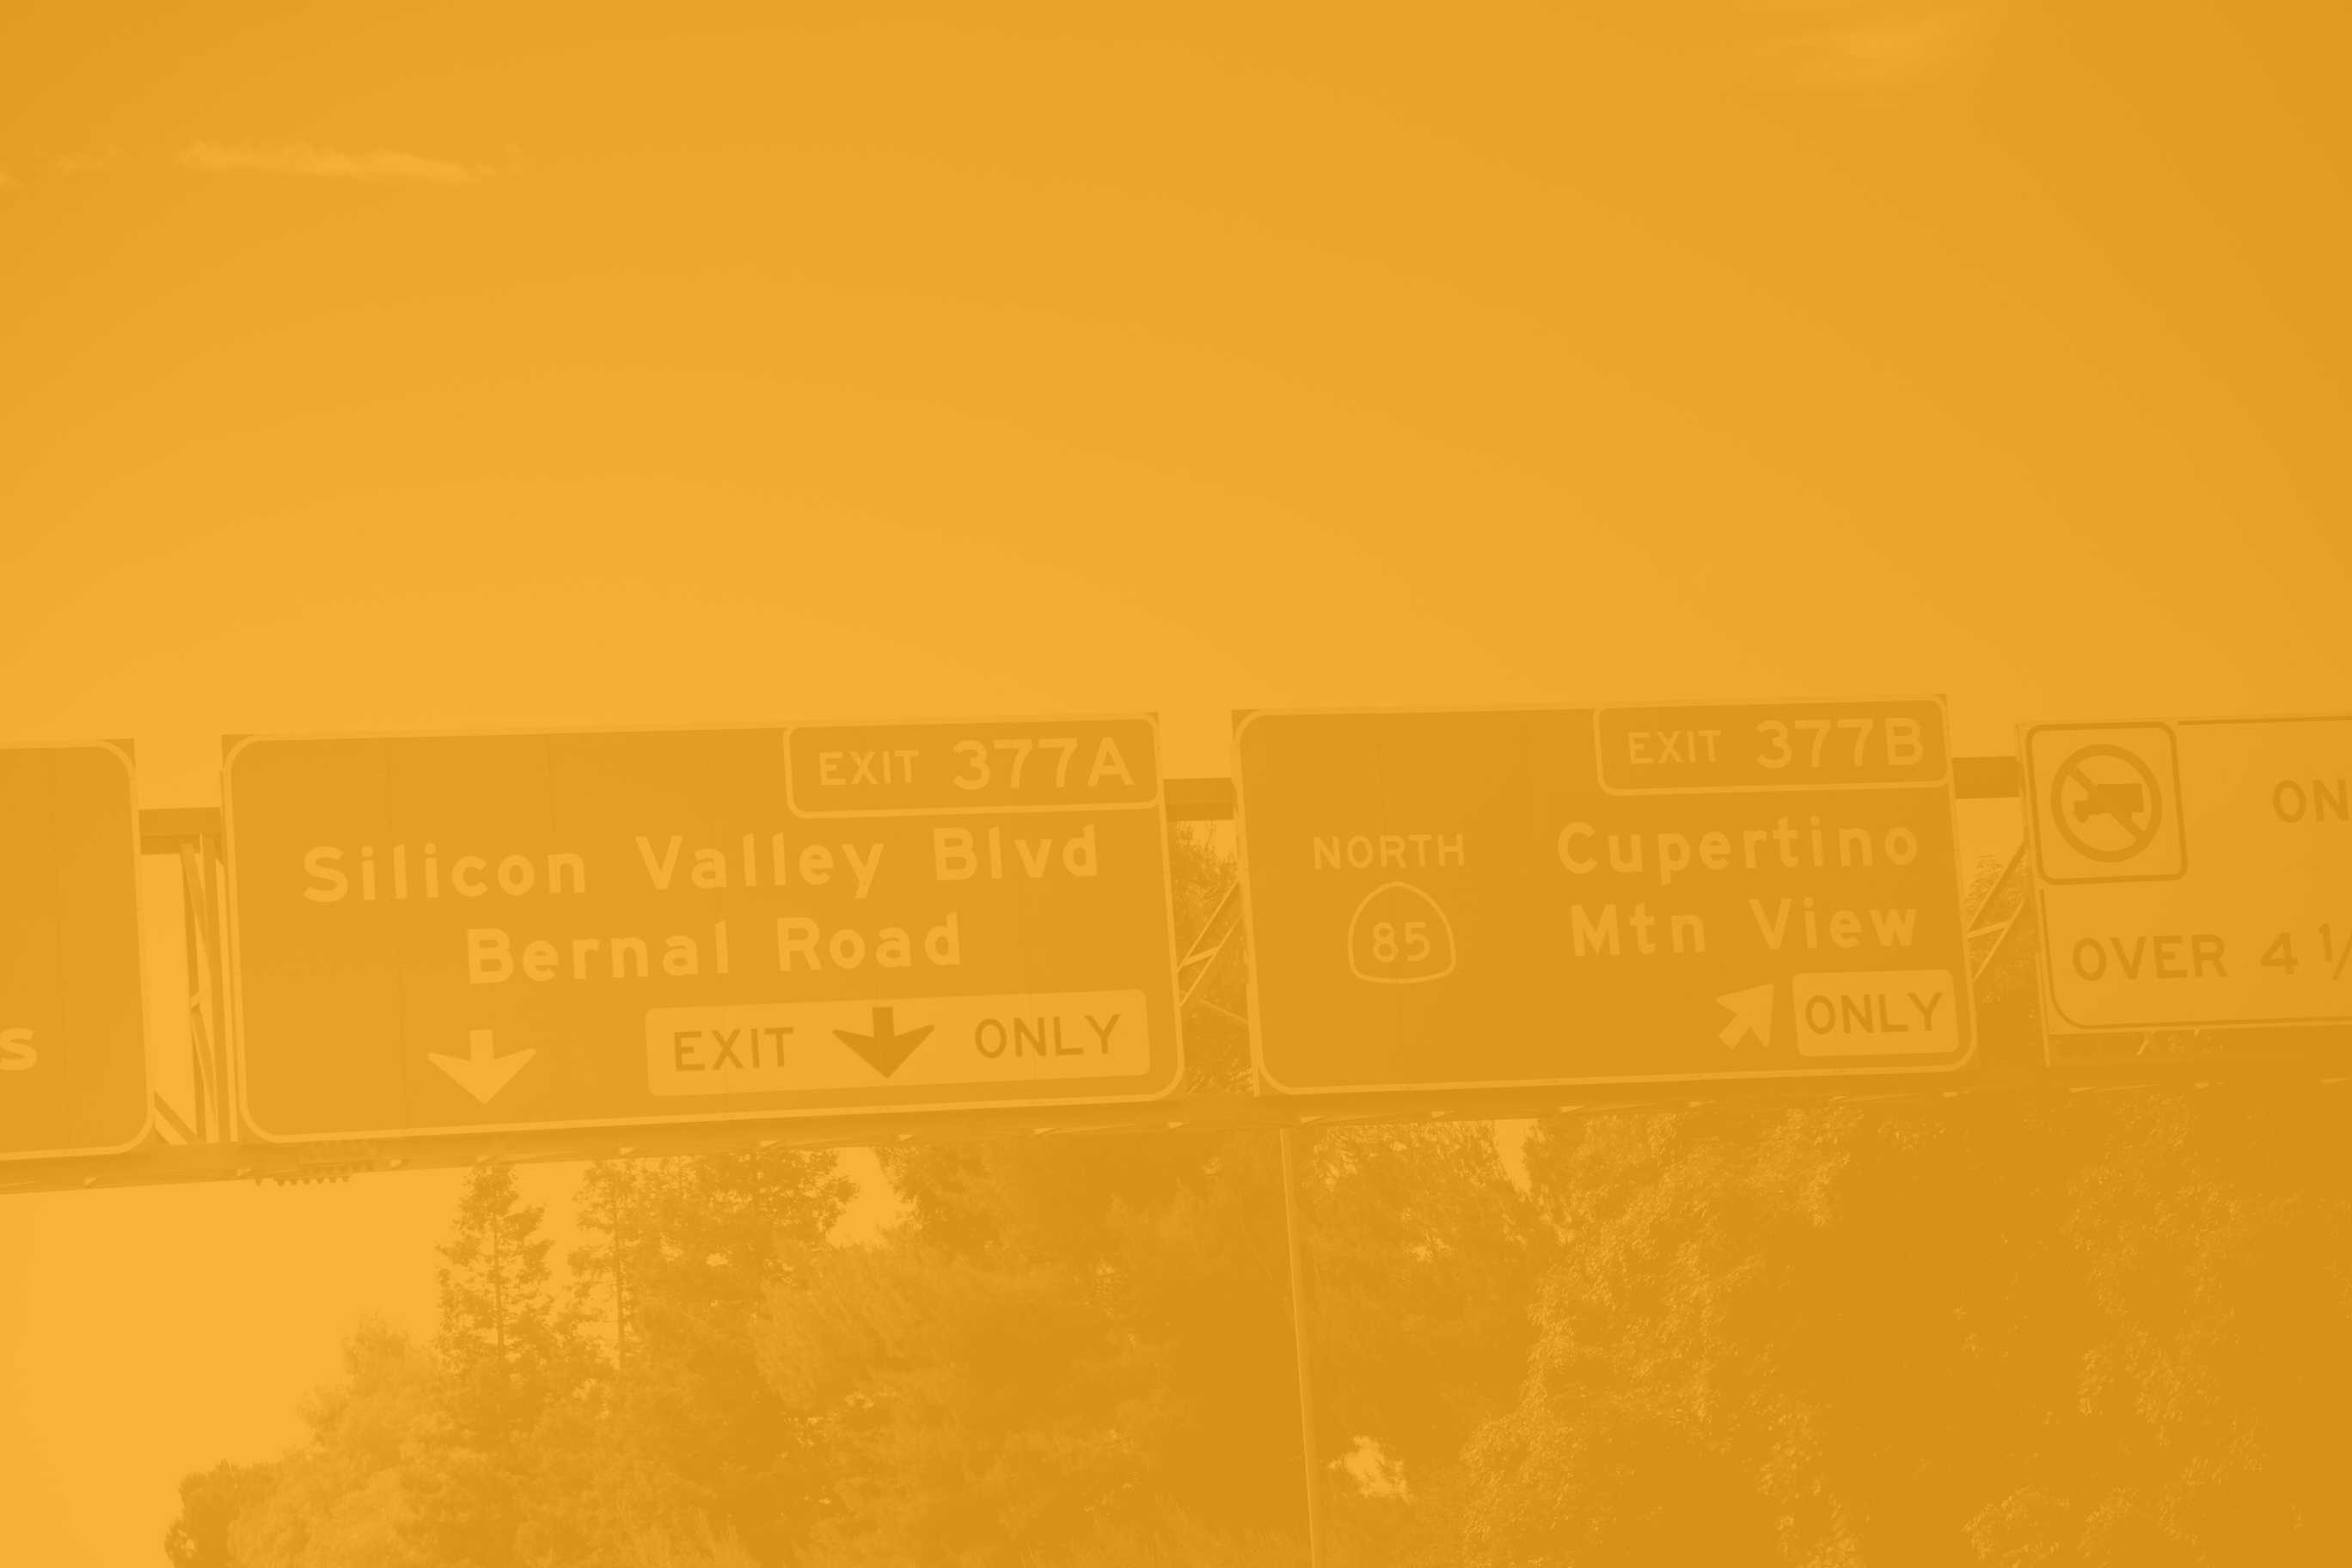 s
EXIT 377A
Silicon Valley Blvd
Bernal Road
EXIT ONLY
EXIT 377B
NORTH
85
Cupertino
Mtn View
ONLY
OVER 4